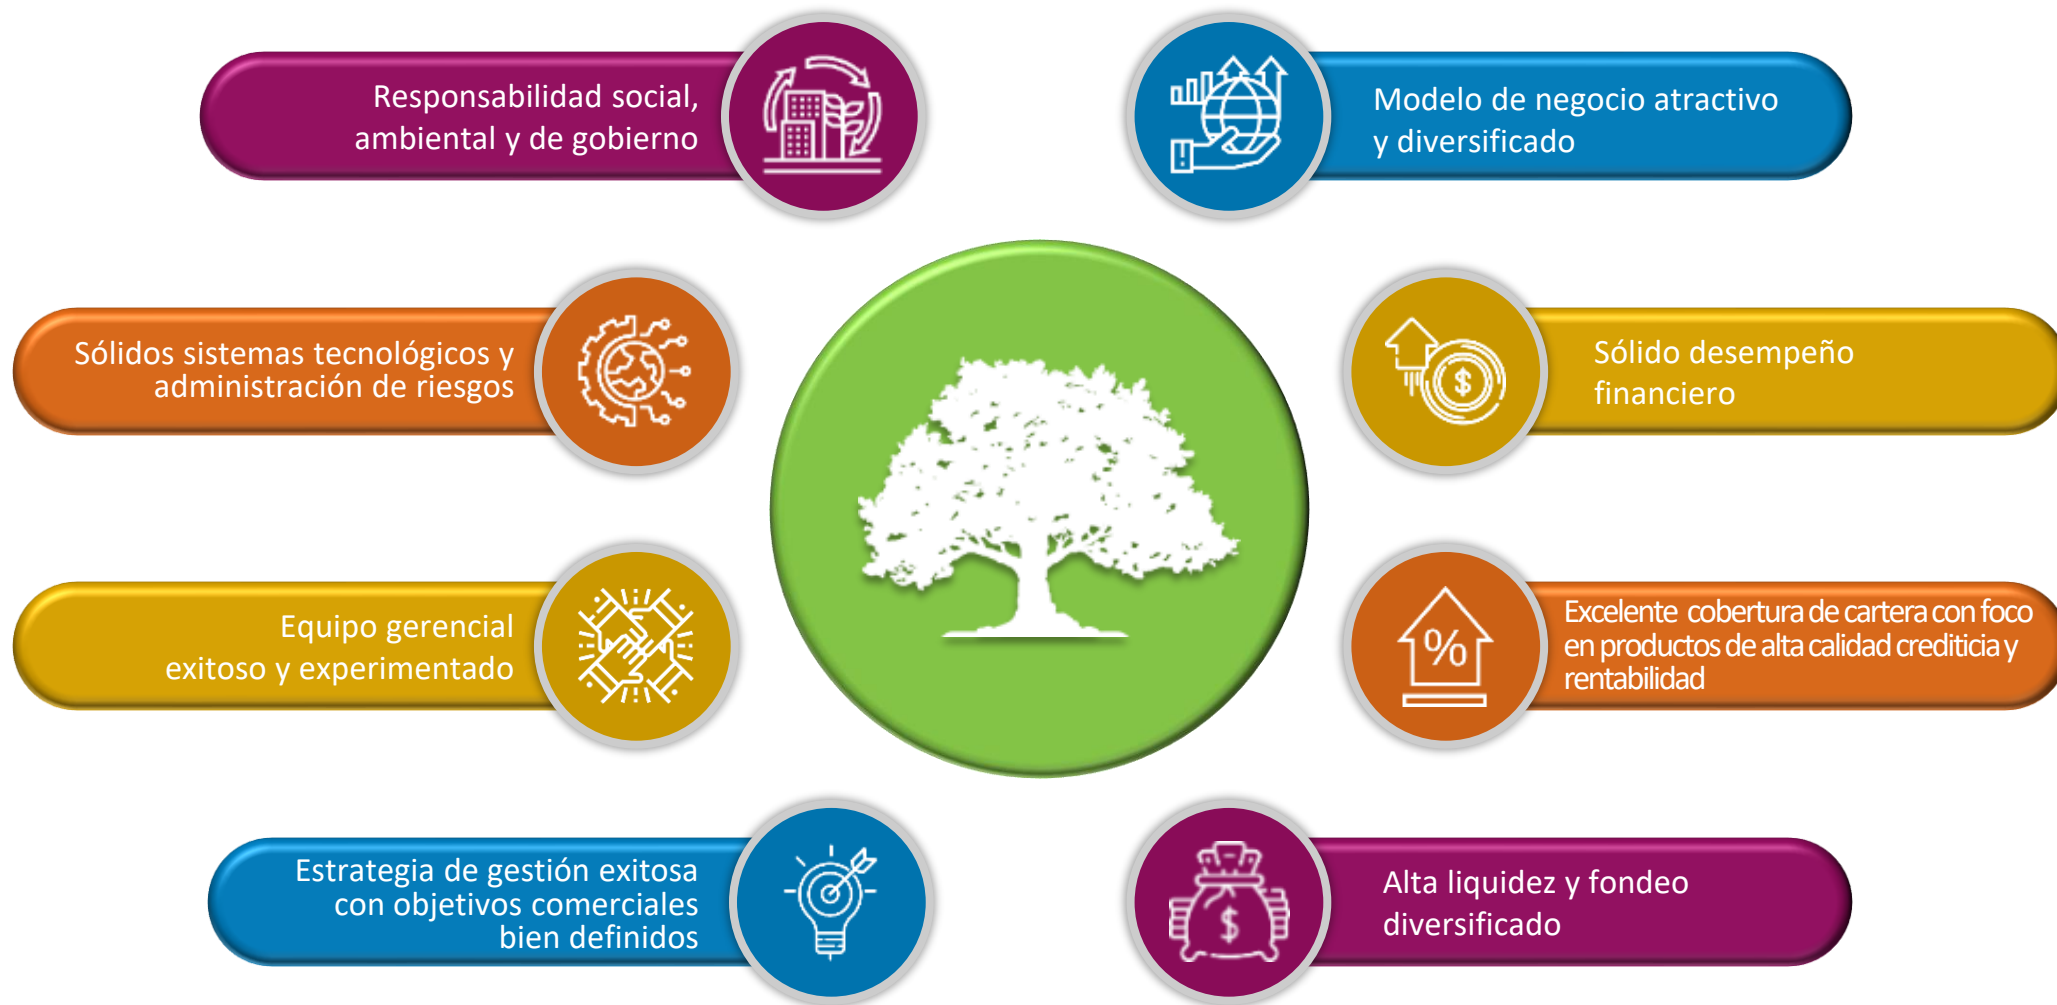 Responsabilidad social,
ambiental y de gobierno
Modelo de negocio atractivo
y diversificado
Sólidos sistemas tecnológicos y
administración de riesgos
$
Sólido desempeño
financiero
Equipo gerencial
exitoso y experimentado
%
Excelente cobertura de cartera con foco
en productos de alta calidad crediticia y
rentabilidad
Estrategia de gestión exitosa
con objetivos comerciales
bien definidos
$
Alta liquidez y fondeo
diversificado